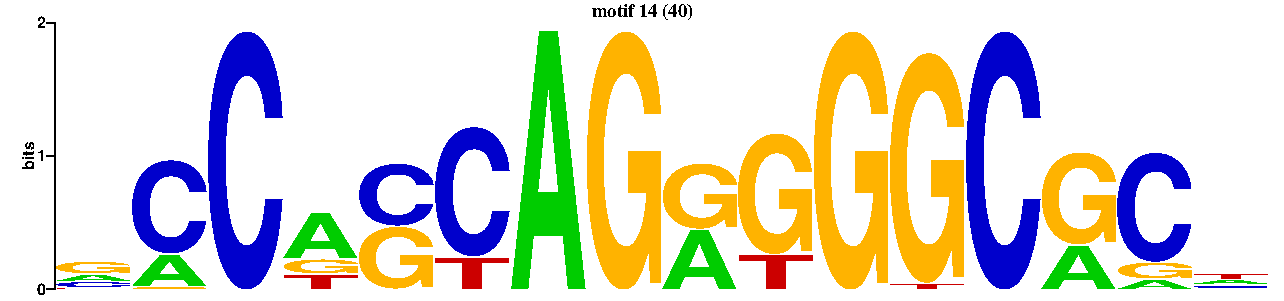 motif 14 (40)
2
1
0
bits
G C C A C C A G G G G G C G C T
A A G G T A T T A G A
G T A C
C